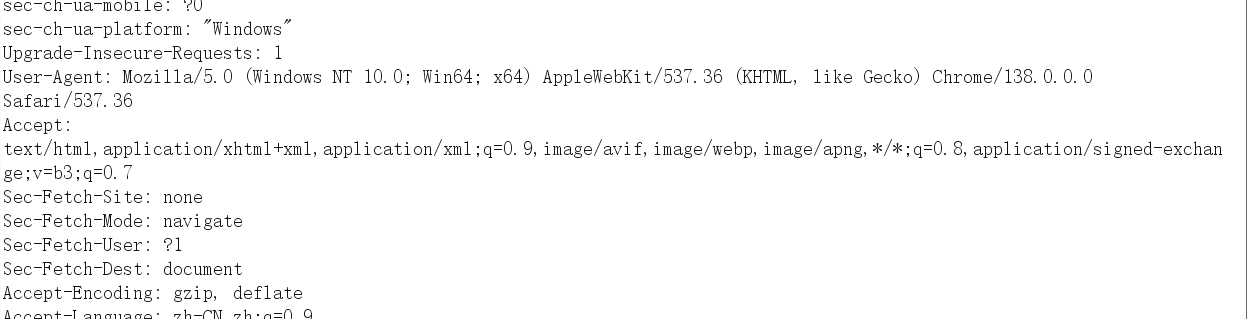 sec-ch-ua-mobile: ?0
sec-ch-ua-platform: "Windows"
Upgrade-Insecure-Requests: 1
User-Agent: Mozilla/5.0 (Windows NT 10.0; Win64; x64) AppleWebKit/537.36 (KHTML, like Gecko) Chrome/138.0.0.0
Safari/537.36
Accept:
text/html,application/xhtml+xml,application/xml;q=0.9,image/avif,image/webp,image/apng,*/*;q=0.8,application/signed-exchan
ge;v=b3;q=0.7
Sec-Fetch-Site: none
Sec-Fetch-Mode: navigate
Sec-Fetch-User: ?1
Sec-Fetch-Dest: document
Accept-Encoding: gzip, deflate
Accept-Language: zh-CN,zh;q=0.9